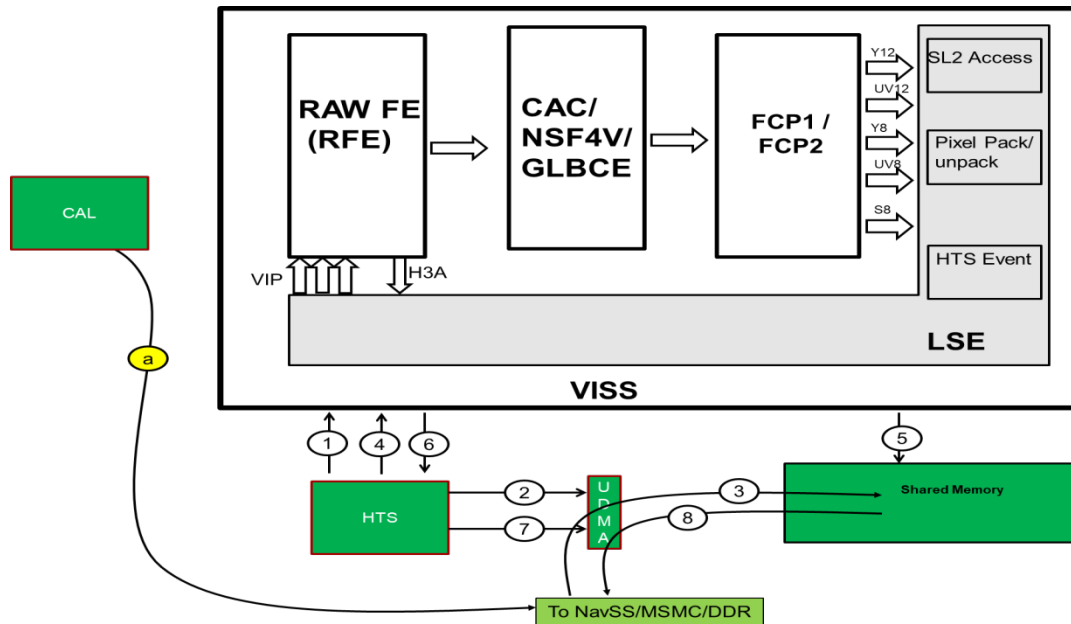 RAW FE
(RFE)
CAC/
NSF4V/
GLBCE
FCP1 /
FCP2
Y12
UV12
Y8
UV8
S8
SL2 Access
Pixel Pack/
unpack
HTS Event
CAL
VIP
H3A
LSE
a
VISS
1
4
6
5
HTS
2
7
U
D
M
A
3
8
Shared Memory
To NavSS/MSMC/DDR